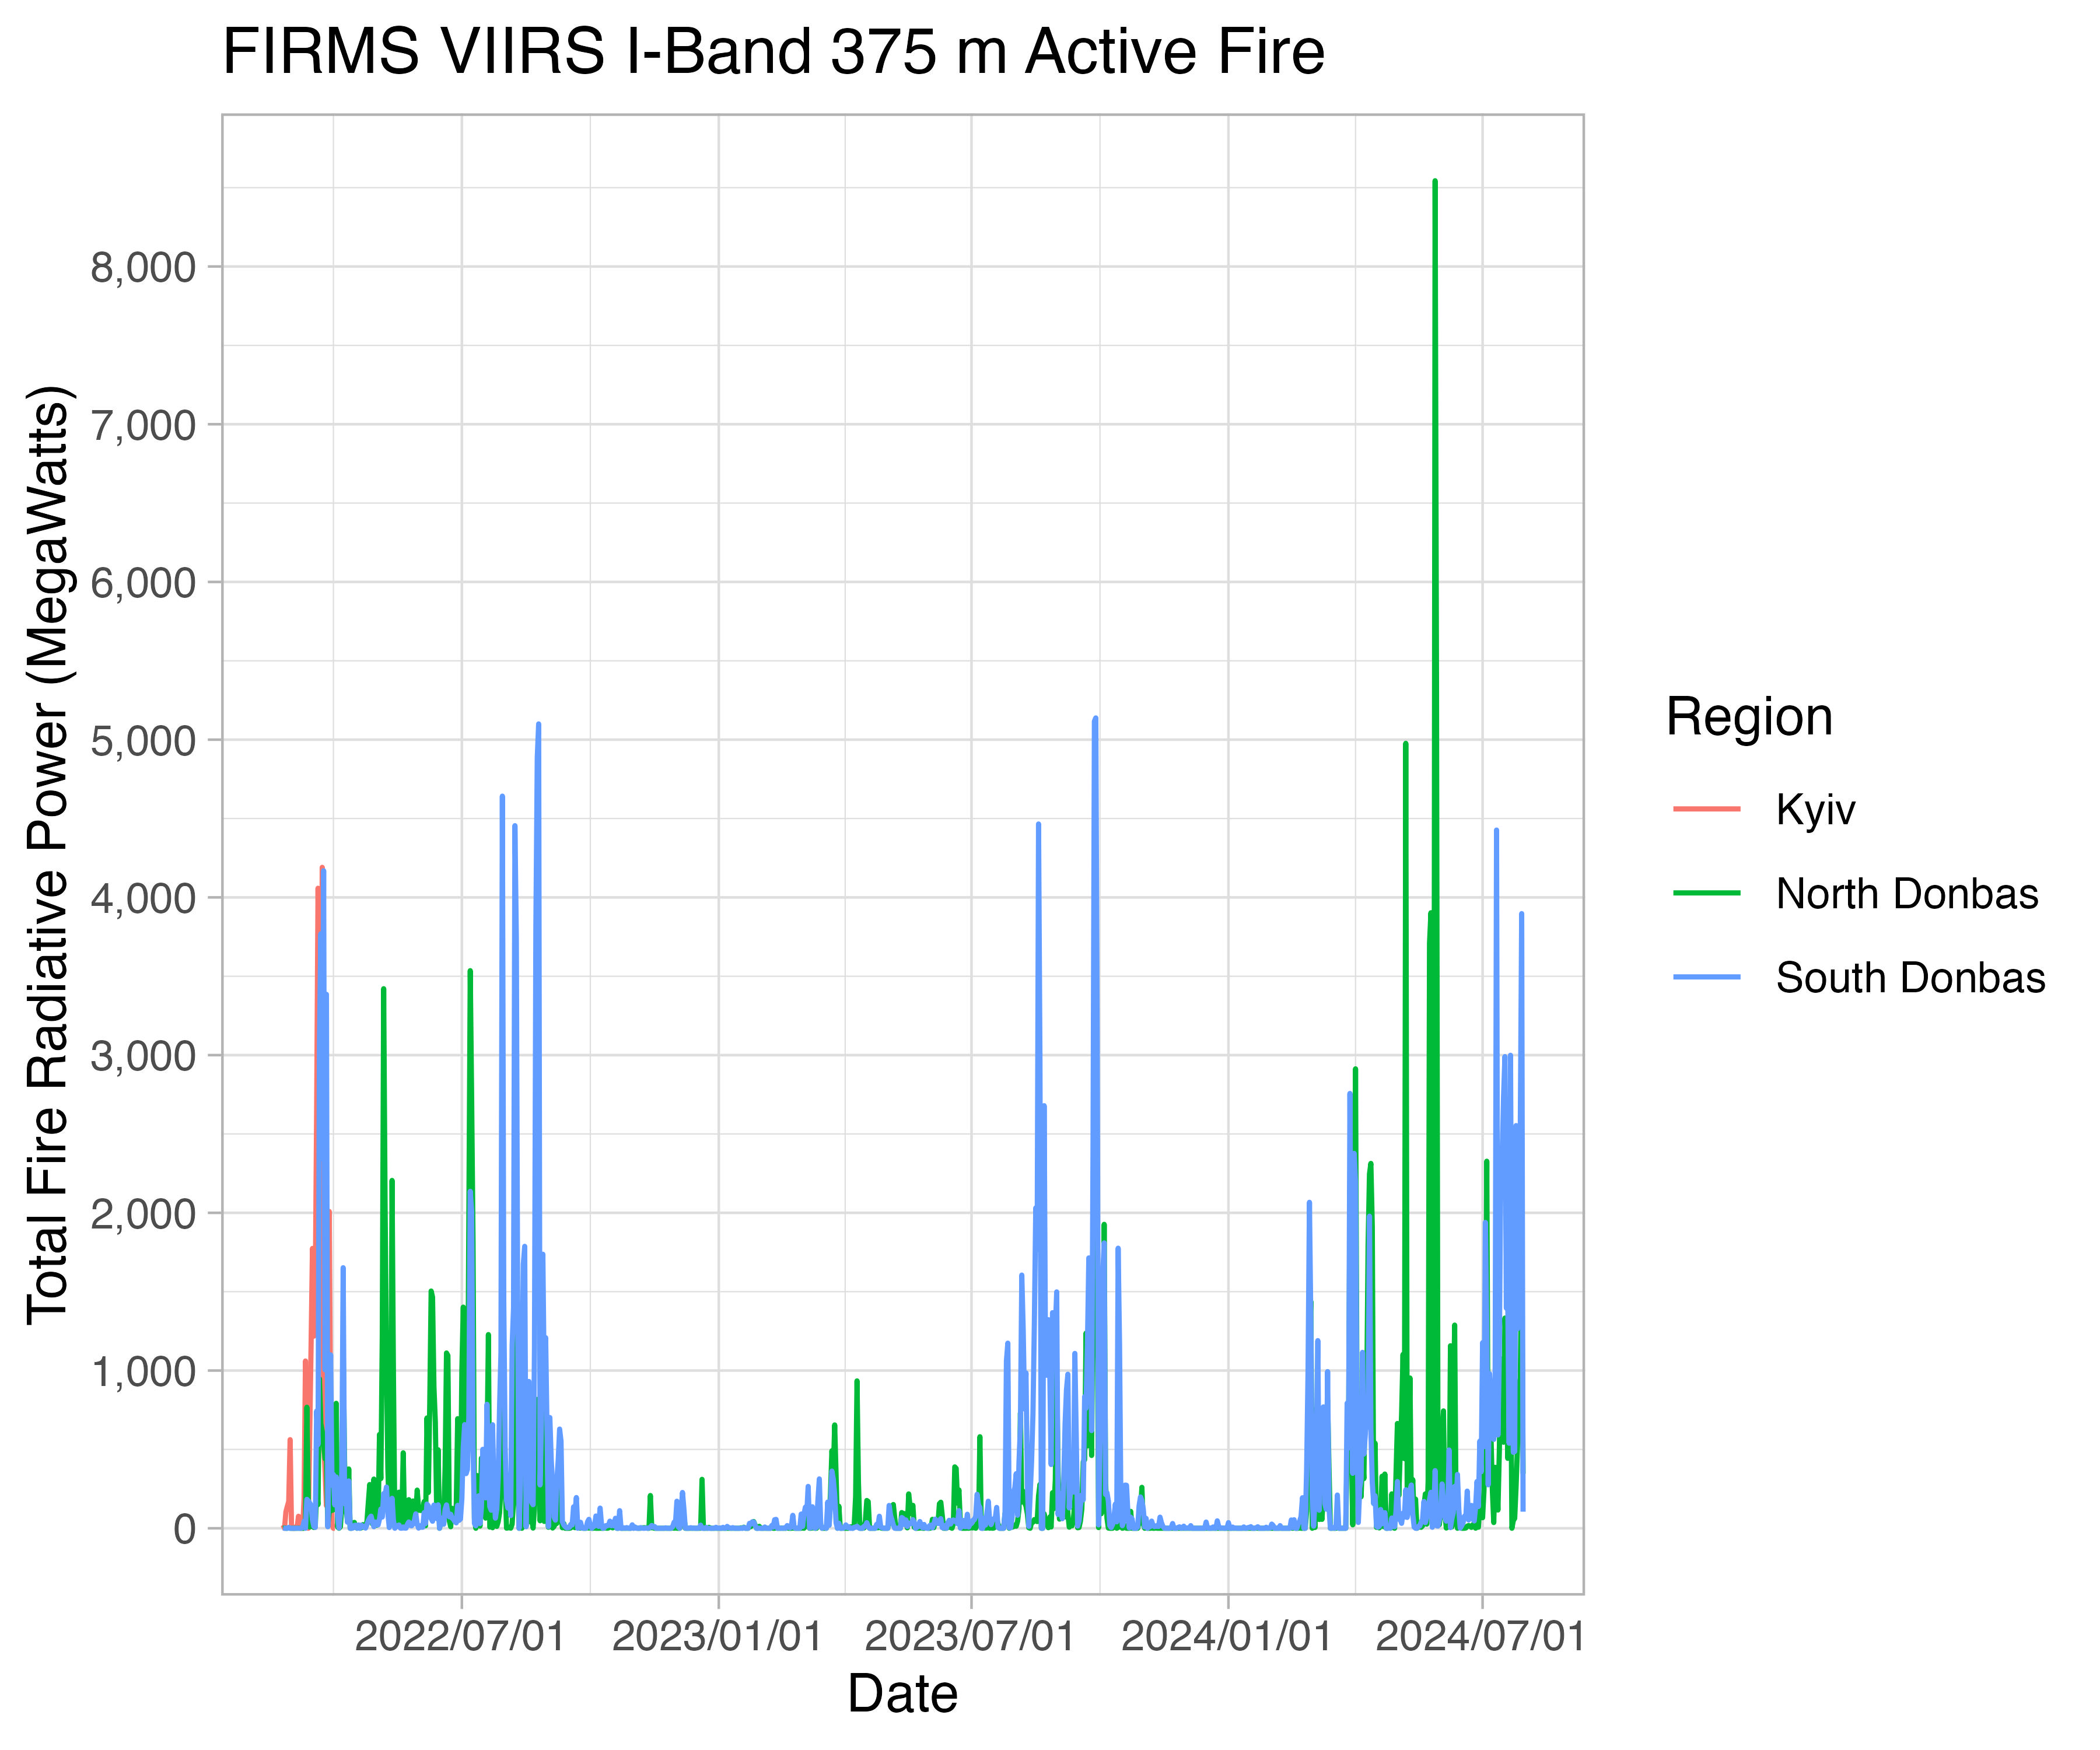 FIRMS VIIRS I-Band 375 m Active Fire
Total Fire Radiative Power (MegaWatts)
8,000
7,000
6,000
5,000
4,000
3,000
2,000
1,000
0
2022/07/01
2023/01/01
2023/07/01
2024/01/01
2024/07/01
Date
Region
Kyiv
North Donbas
South Donbas